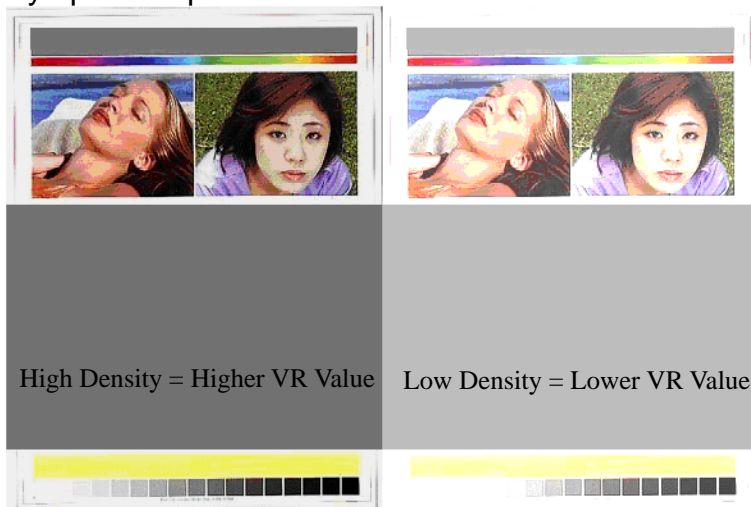 High Density = Higher VR Value
Low Density = Lower VR Value